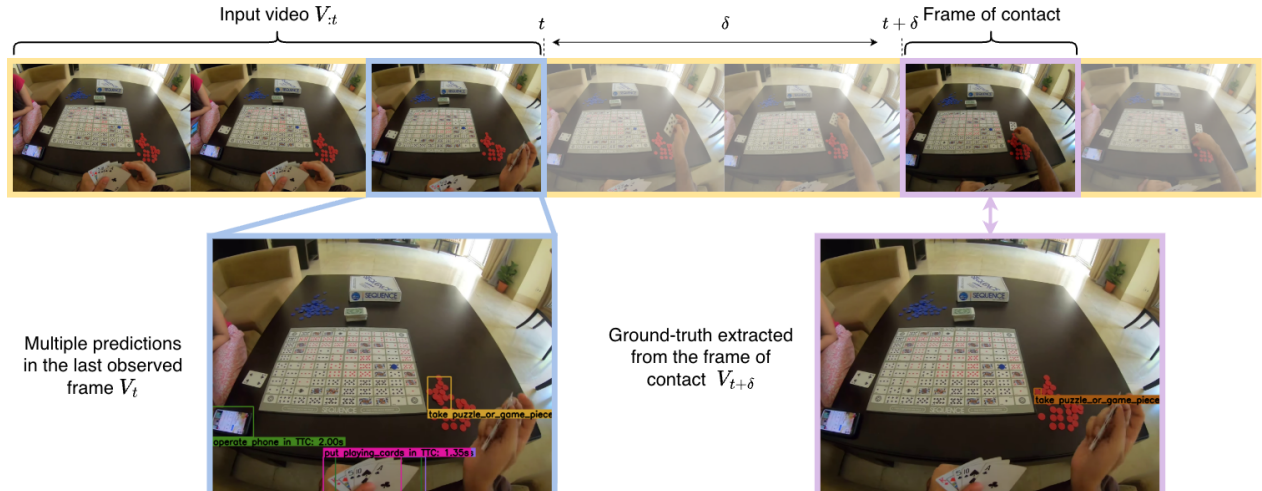 Input video V:t
t
δ
t + δ
Frame of contact
Multiple predictions
in the last observed
frame Vt
SEQUENCE
take puzzle_or_game_piece
operate phone in TTC: 2.00s
put playing_cards in TTC: 1.35s
Ground-truth extracted
from the frame of
contact Vt+δ
SEQUENCE
take puzzle_or_game_piece